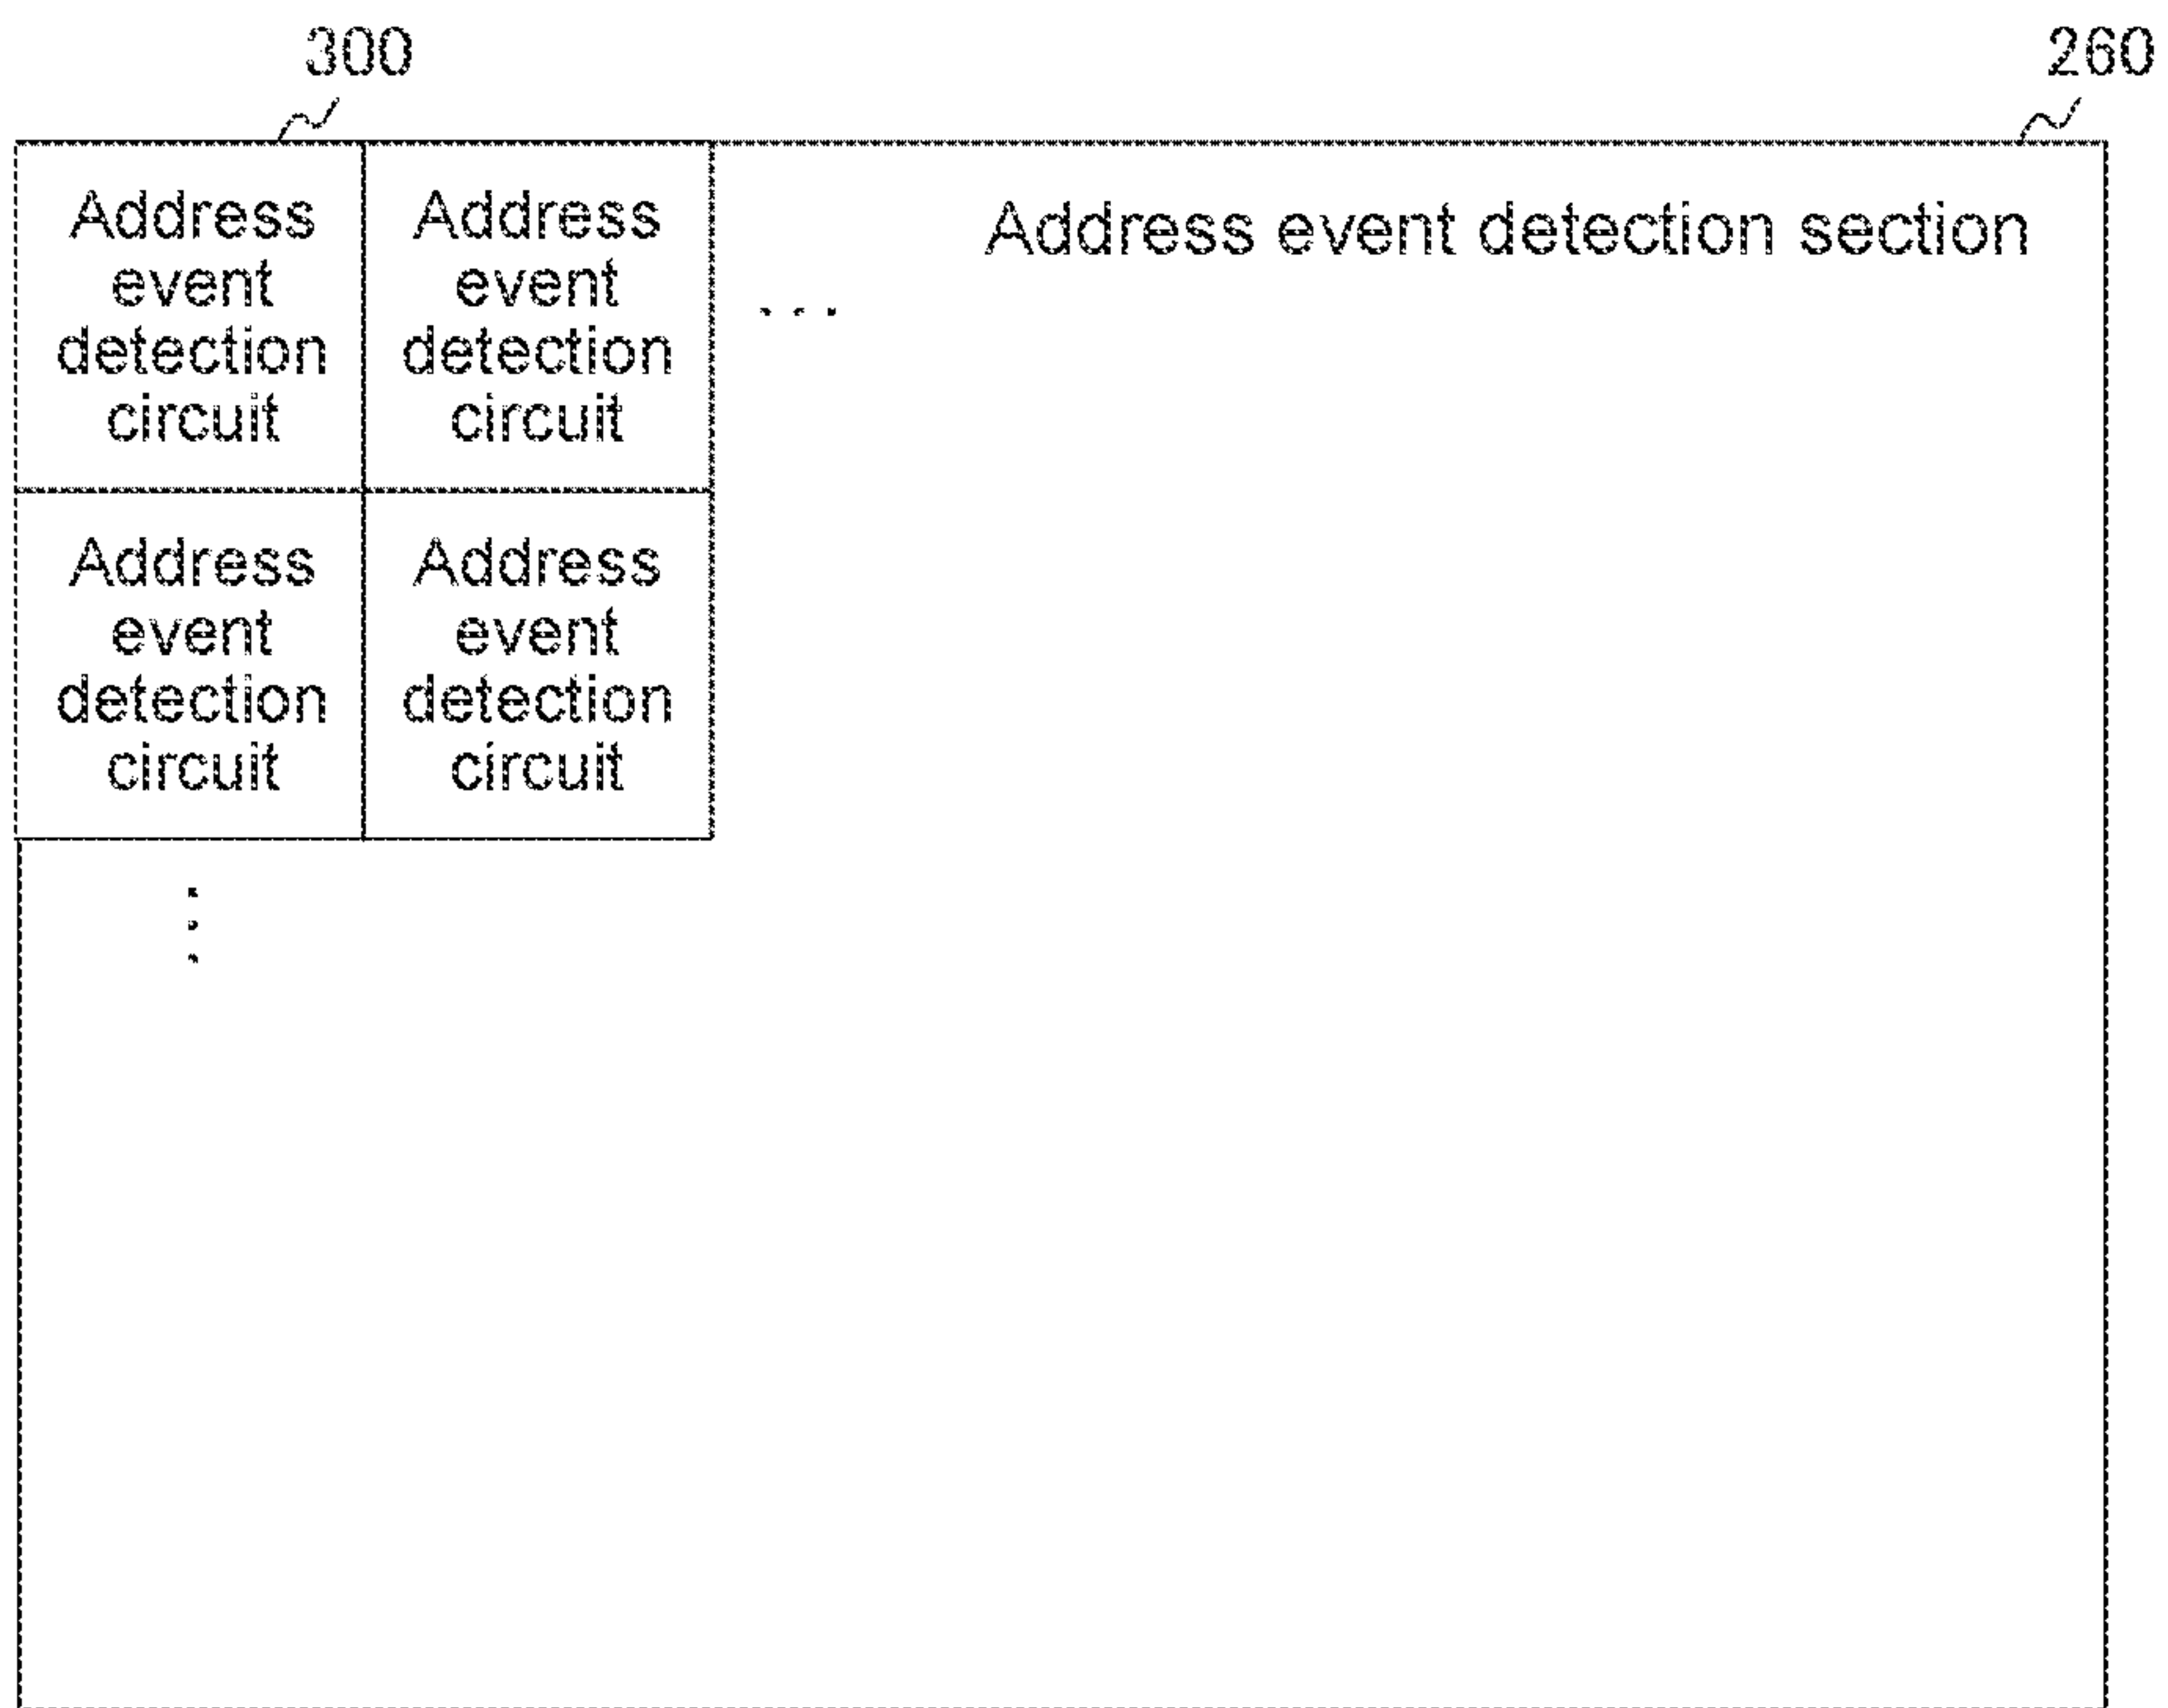 300
260
Address
event
detection
circuit
Address
event
detection
circuit
...
Address event detection section
Address
event
detection
circuit
Address
event
detection
circuit
⋮